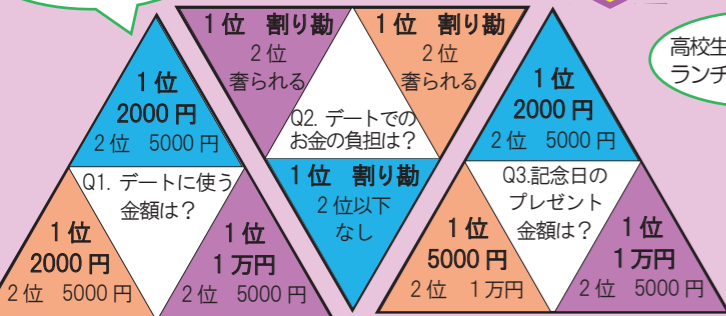 1位
2000円
2位 5000円
Q1. デートに使う
金額は？
1位
2000円
2位 5000円
1位
1万円
2位 5000円
1位 割り勘
2位
奢られる
1位 割り勘
2位
奢られる
Q2. デートでの
お金の負担は？
1位 割り勘
2位以下
なし
1位
2000円
2位 5000円
Q3.記念日の
プレゼント
金額は？
1位
5000円
2位 1万円
1位
1万円
2位 5000円
高校生
ランチ